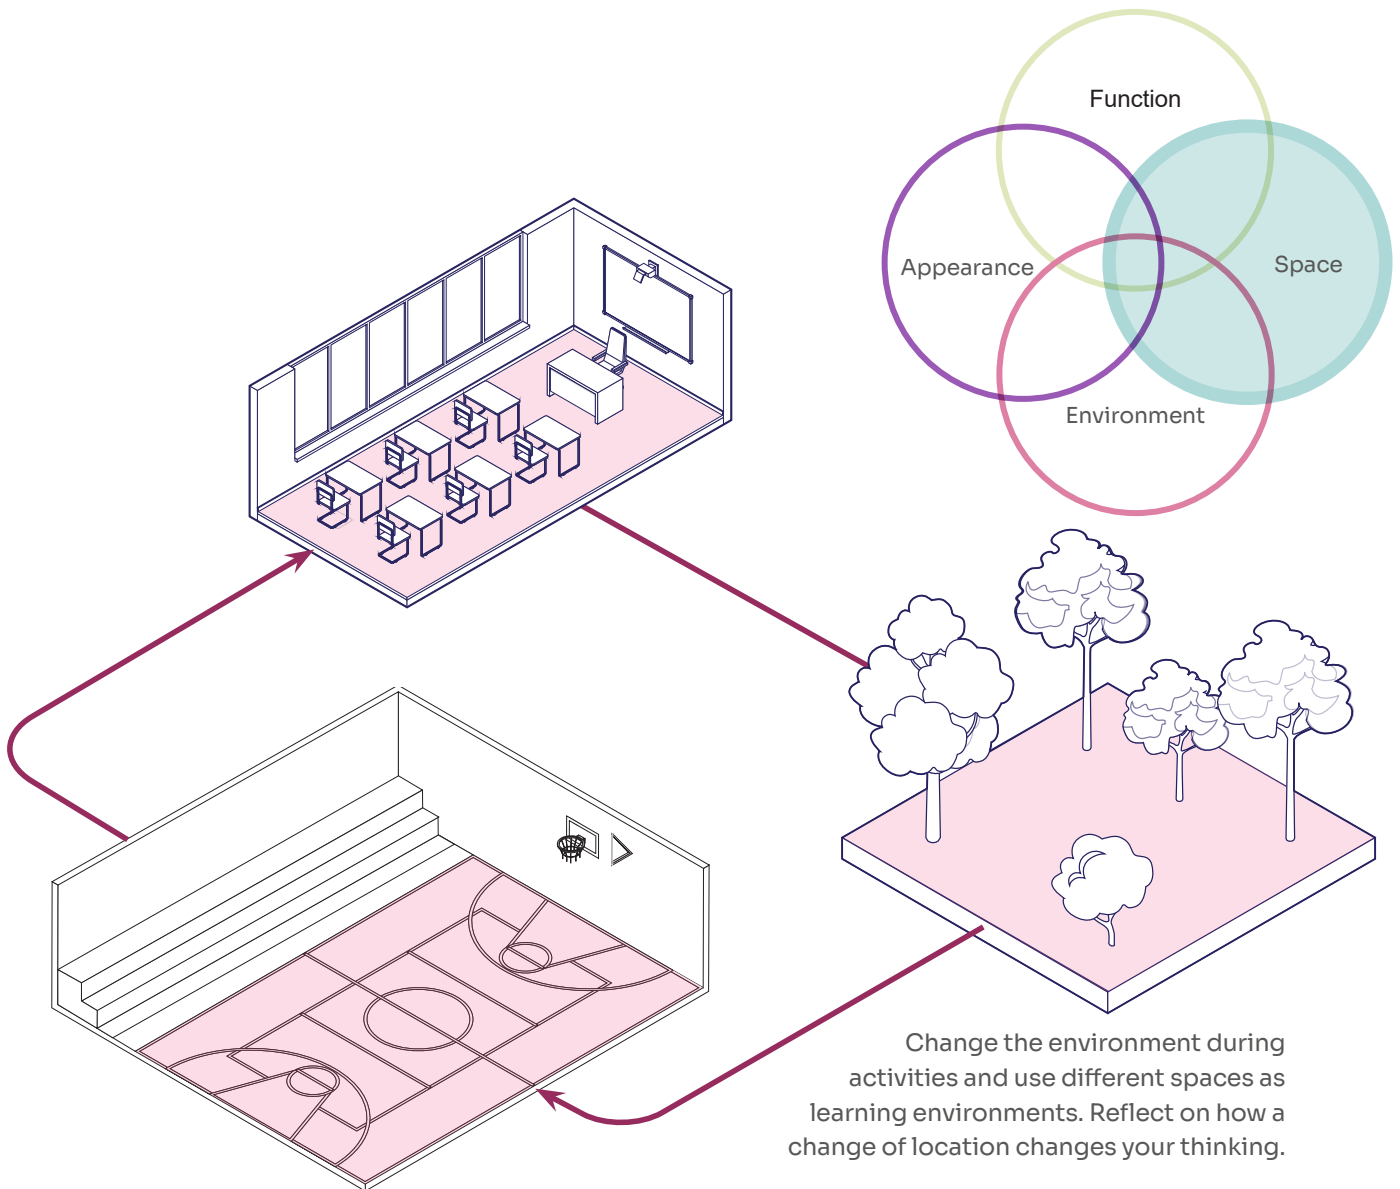 Function
Appearance
Space
Environment
Change the environment during
activities and use different spaces as
learning environments. Reflect on how a
change of location changes your thinking.